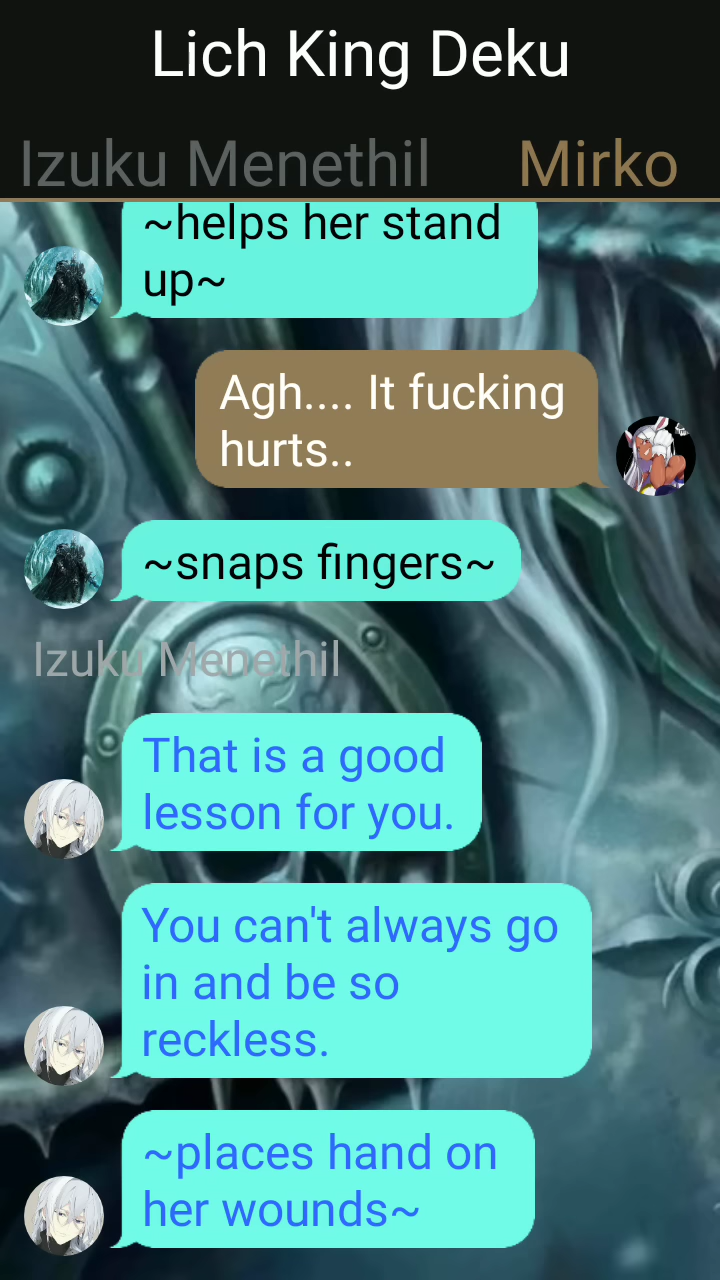 Lich King Deku
Izuku Menethil Mirko
~helps her stand
up~
Agh.... It fucking
hurts..
~snaps fingers~
Izuku Menethil
That is a good
lesson for you.
You can't always go
in and be so
reckless.
~places hand on
her wounds~